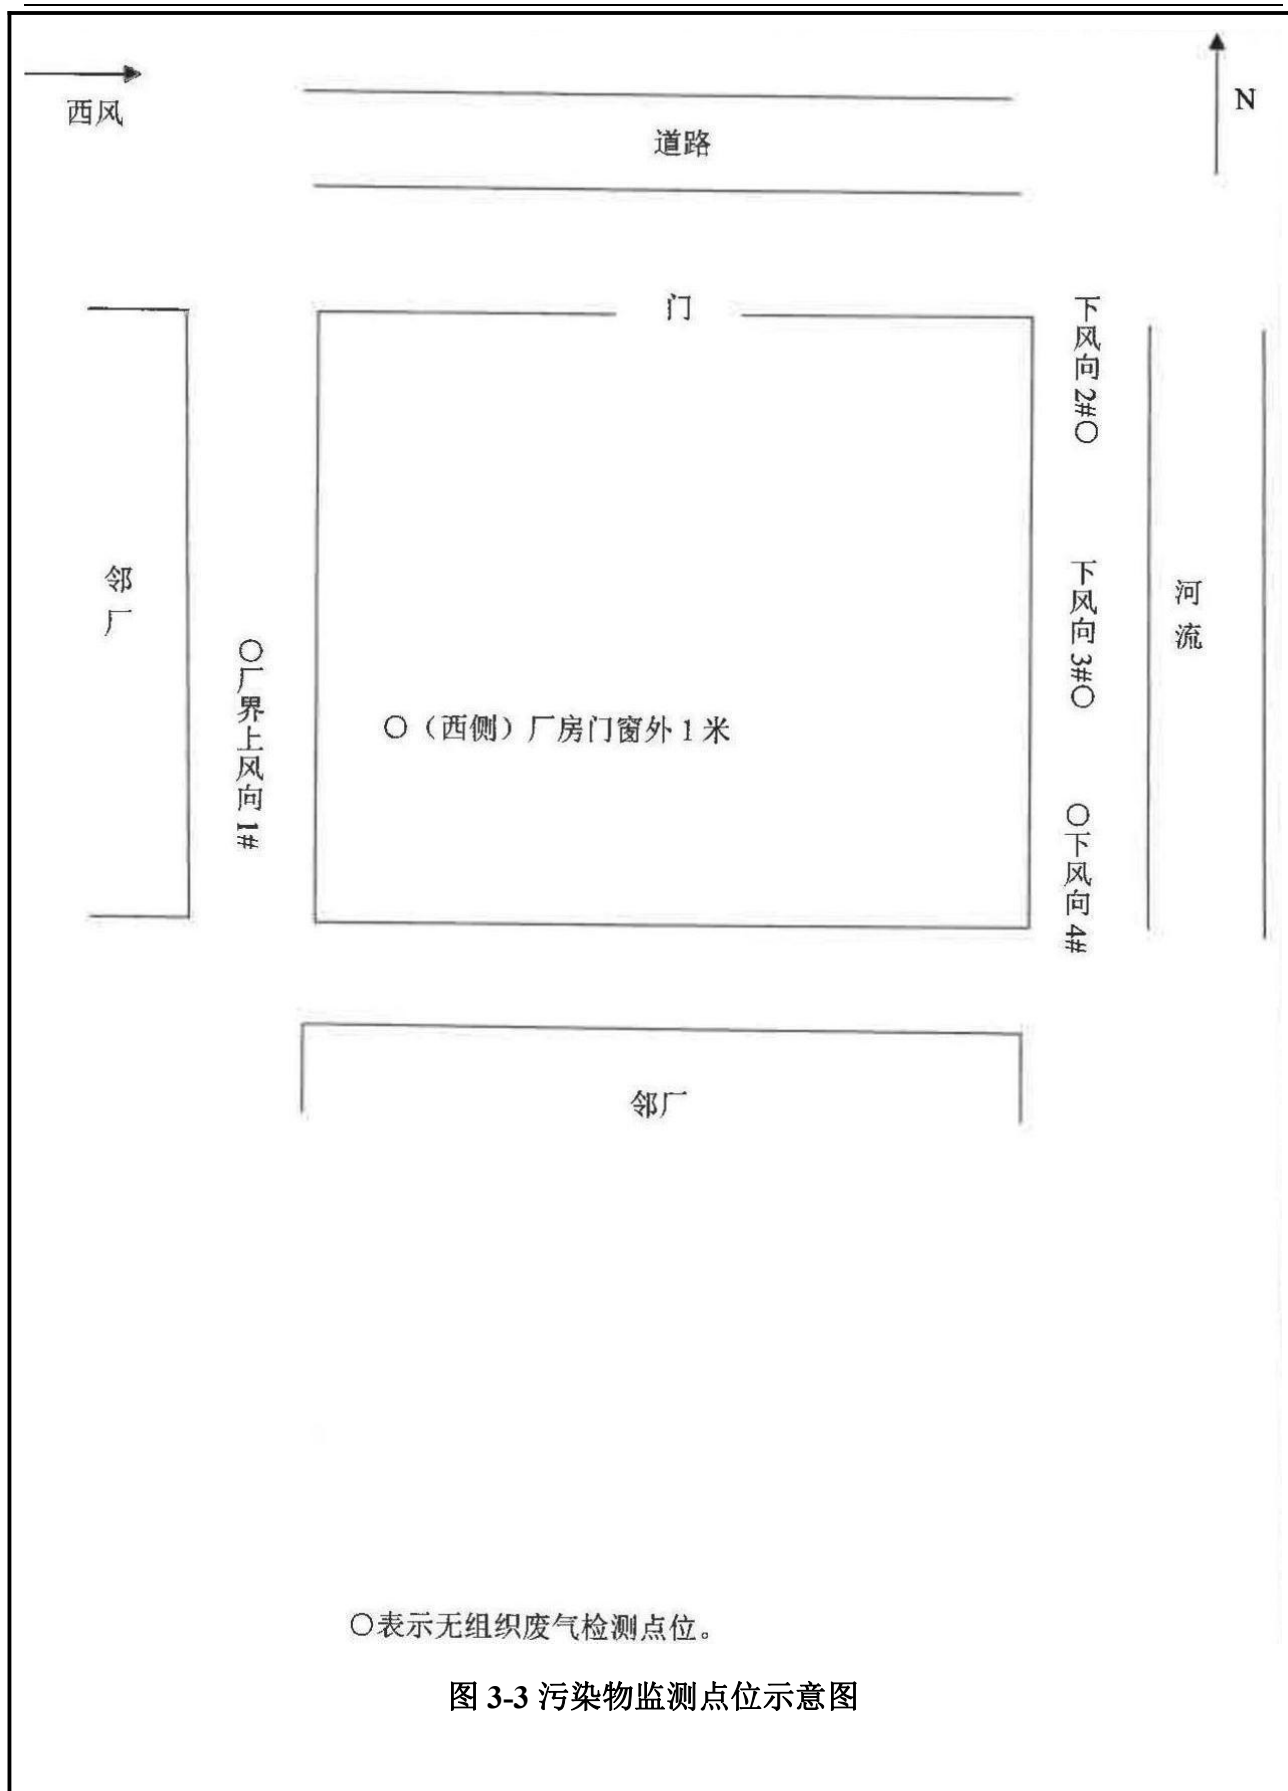 西风
N
道路
门
下风向 2#○
邻厂
下风向 3#○
河流
○厂界上风向 1#
○（西侧）厂房门窗外 1 米
○下风向 4#
邻厂
○表示无组织废气检测点位。
图 3-3 污染物监测点位示意图